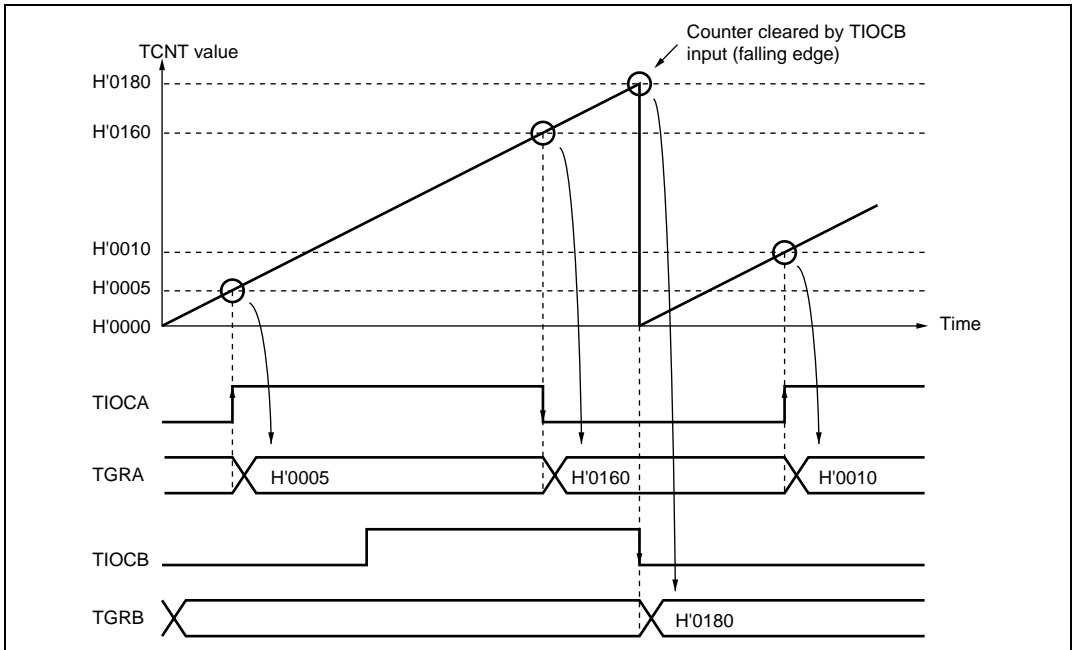 Counter cleared by TIOCB
input (falling edge)
TCNT value
H'0180
H'0160
H'0010
H'0005
H'0000
Time
TIOCA
TGRA
H'0005
H'0160
H'0010
TIOCB
TGRB
H'0180